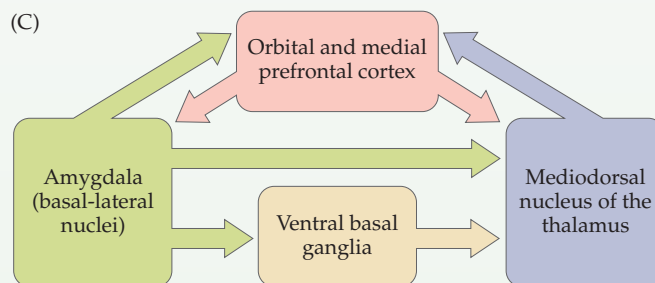 (C)
Orbital and medial
prefrontal cortex
Amygdala
(basal-lateral
nuclei)
Ventral basal
ganglia
Mediodorsal
nucleus of the
thalamus